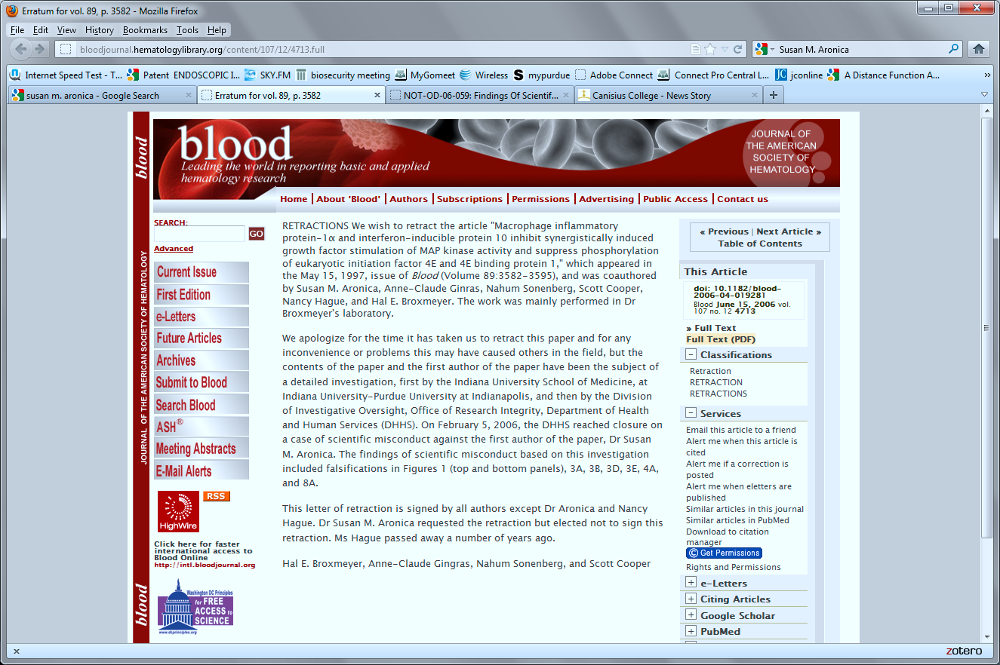 Erratum for vol. 89, p. 3582 - Mozilla Firefox
File Edit View History Bookmarks Tools Help
bloodjournal.hematologylibrary.org/content/107/12/4713.full
Susan M. Aronica
Internet Speed Test - T... Patent ENDOSCOPIC I... SKY.FM biosecurity meeting MyGomeet Wireless mypurdue Adobe Connect Connect Pro Central L... jconline A Distance Function A... »
susan m. aronica - Google Search
Erratum for vol. 89, p. 3582
NOT-OD-06-059: Findings Of Scientif...
Canisius College - News Story
blood
JOURNAL OF THE AMERICAN SOCIETY OF HEMATOLOGY
blood
blood
Leading the world in reporting basic and applied
hematology research
JOURNAL OF
THE AMERICAN
SOCIETY OF
HEMATOLOGY
Home | About 'Blood' | Authors | Subscriptions | Permissions | Advertising | Public Access | Contact us
SEARCH:
GO
Advanced
Current Issue
First Edition
e-Letters
Future Articles
Archives
Submit to Blood
Search Blood
ASH®
Meeting Abstracts
E-Mail Alerts
HighWire
RSS
Click here for faster
international access to
Blood Online
http://intl.bloodjournal.org
Washington DC Principles
for FREE
ACCESS to
SCIENCE
www.dcprinciples.org
RETRACTIONS We wish to retract the article "Macrophage inflammatory
protein-1α and interferon-inducible protein 10 inhibit synergistically induced
growth factor stimulation of MAP kinase activity and suppress phosphorylation
of eukaryotic initiation factor 4E and 4E binding protein 1," which appeared in
the May 15, 1997, issue of Blood (Volume 89:3582-3595), and was coauthored
by Susan M. Aronica, Anne-Claude Gingras, Nahum Sonenberg, Scott Cooper,
Nancy Hague, and Hal E. Broxmeyer. The work was mainly performed in Dr
Broxmeyer's laboratory.
We apologize for the time it has taken us to retract this paper and for any
inconvenience or problems this may have caused others in the field, but the
contents of the paper and the first author of the paper have been the subject of
a detailed investigation, first by the Indiana University School of Medicine, at
Indiana University-Purdue University at Indianapolis, and then by the Division
of Investigative Oversight, Office of Research Integrity, Department of Health
and Human Services (DHHS). On February 5, 2006, the DHHS reached closure on
a case of scientific misconduct against the first author of the paper, Dr Susan
M. Aronica. The findings of scientific misconduct based on this investigation
included falsifications in Figures 1 (top and bottom panels), 3A, 3B, 3D, 3E, 4A,
and 8A.
This letter of retraction is signed by all authors except Dr Aronica and Nancy
Hague. Dr Susan M. Aronica requested the retraction but elected not to sign this
retraction. Ms Hague passed away a number of years ago.
Hal E. Broxmeyer, Anne-Claude Gingras, Nahum Sonenberg, and Scott Cooper
« Previous | Next Article »
Table of Contents
This Article
doi: 10.1182/blood-
2006-04-019281
Blood June 15, 2006 vol.
107 no. 12 4713
» Full Text
Full Text (PDF)
Classifications
Retraction
RETRACTION
RETRACTIONS
Services
Email this article to a friend
Alert me when this article is
cited
Alert me if a correction is
posted
Alert me when eletters are
published
Similar articles in this journal
Similar articles in PubMed
Download to citation
manager
© Get Permissions
Rights and Permissions
e-Letters
Citing Articles
Google Scholar
PubMed
zotero